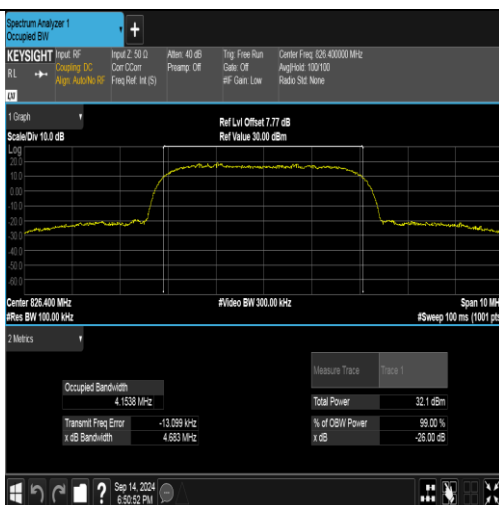 Spectrum Analyzer 1
Occupied BW
+
KEYSIGHT Input: RF Input Z: 50 Ω Atten: 40 dB Trig: Free Run Center Freq: 826.400000 MHz
RL Coupling: DC Corr CCorr Preamp: Off Gate: Off Avg|Hold: 100/100
Align: Auto/No RF Freq Ref: Int (S) #IF Gain: Low Radio Std: None
1 Graph
Ref Lvl Offset 7.77 dB
Scale/Div 10.0 dB Ref Value 30.00 dBm
Log
20.0
10.0
0.00
-10.0
-20.0
-30.0
-40.0
-50.0
-60.0
Center 826.400 MHz #Video BW 300.00 kHz Span 10 MH
#Res BW 100.00 kHz #Sweep 100 ms (1001 pts
2 Metrics
Measure Trace Trace 1
Occupied Bandwidth
4.1538 MHz Total Power 32.1 dBm
Transmit Freq Error -13.099 kHz % of OBW Power 99.00 %
x dB Bandwidth 4.683 MHz x dB -26.00 dB
? Sep 14, 2024
6:50:52 PM